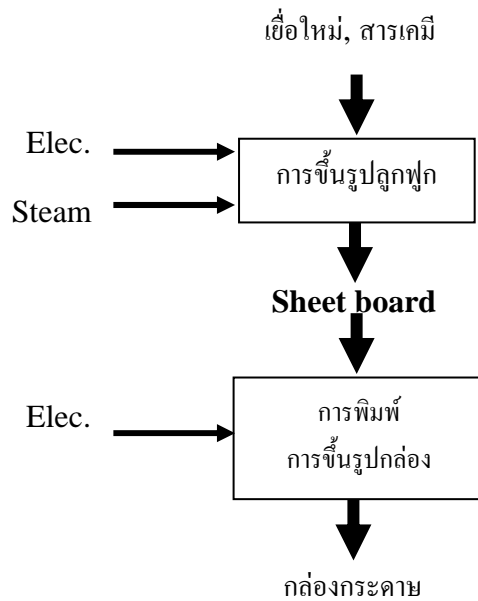 เยื่อใหม่, สารเคมี
Elec.
การขึ้นรูปลูกฟูก
Steam
Sheet board
Elec.
การพิมพ์
การขึ้นรูปกล่อง
กล่องกระดาษ